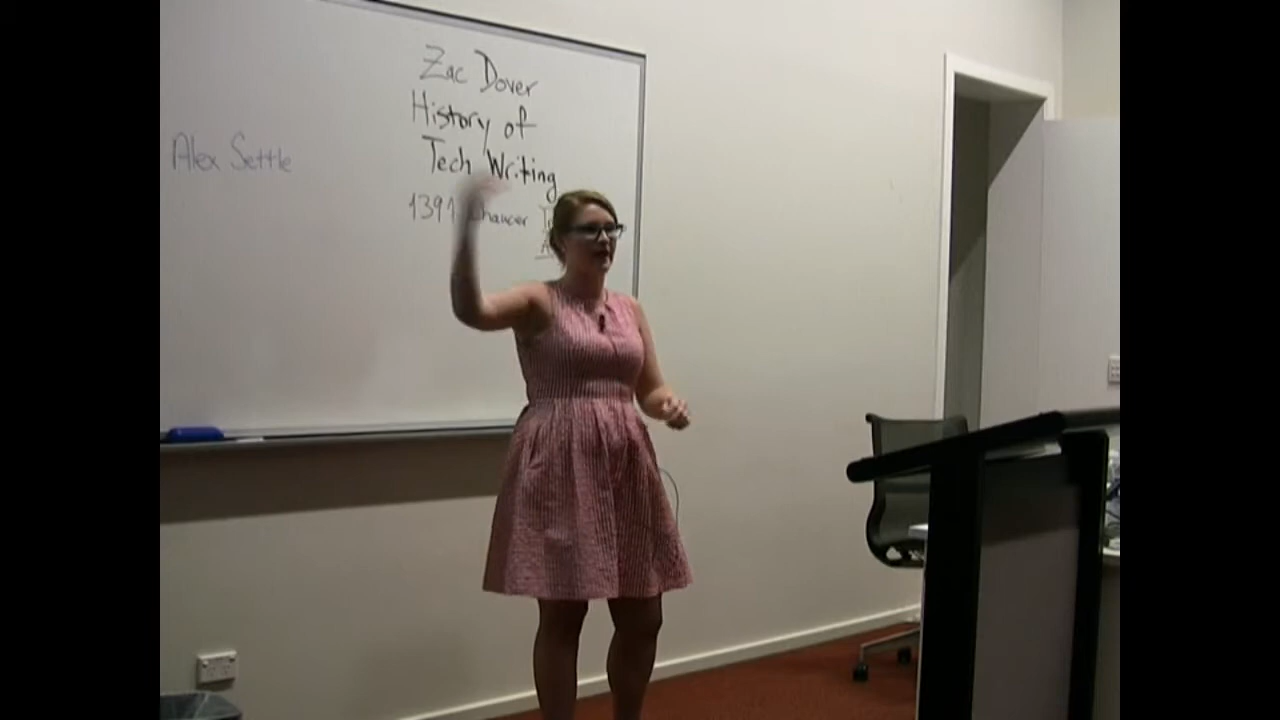 Zac Dover
History of
Tech Writing
Alex Settle
1391 Chaucer